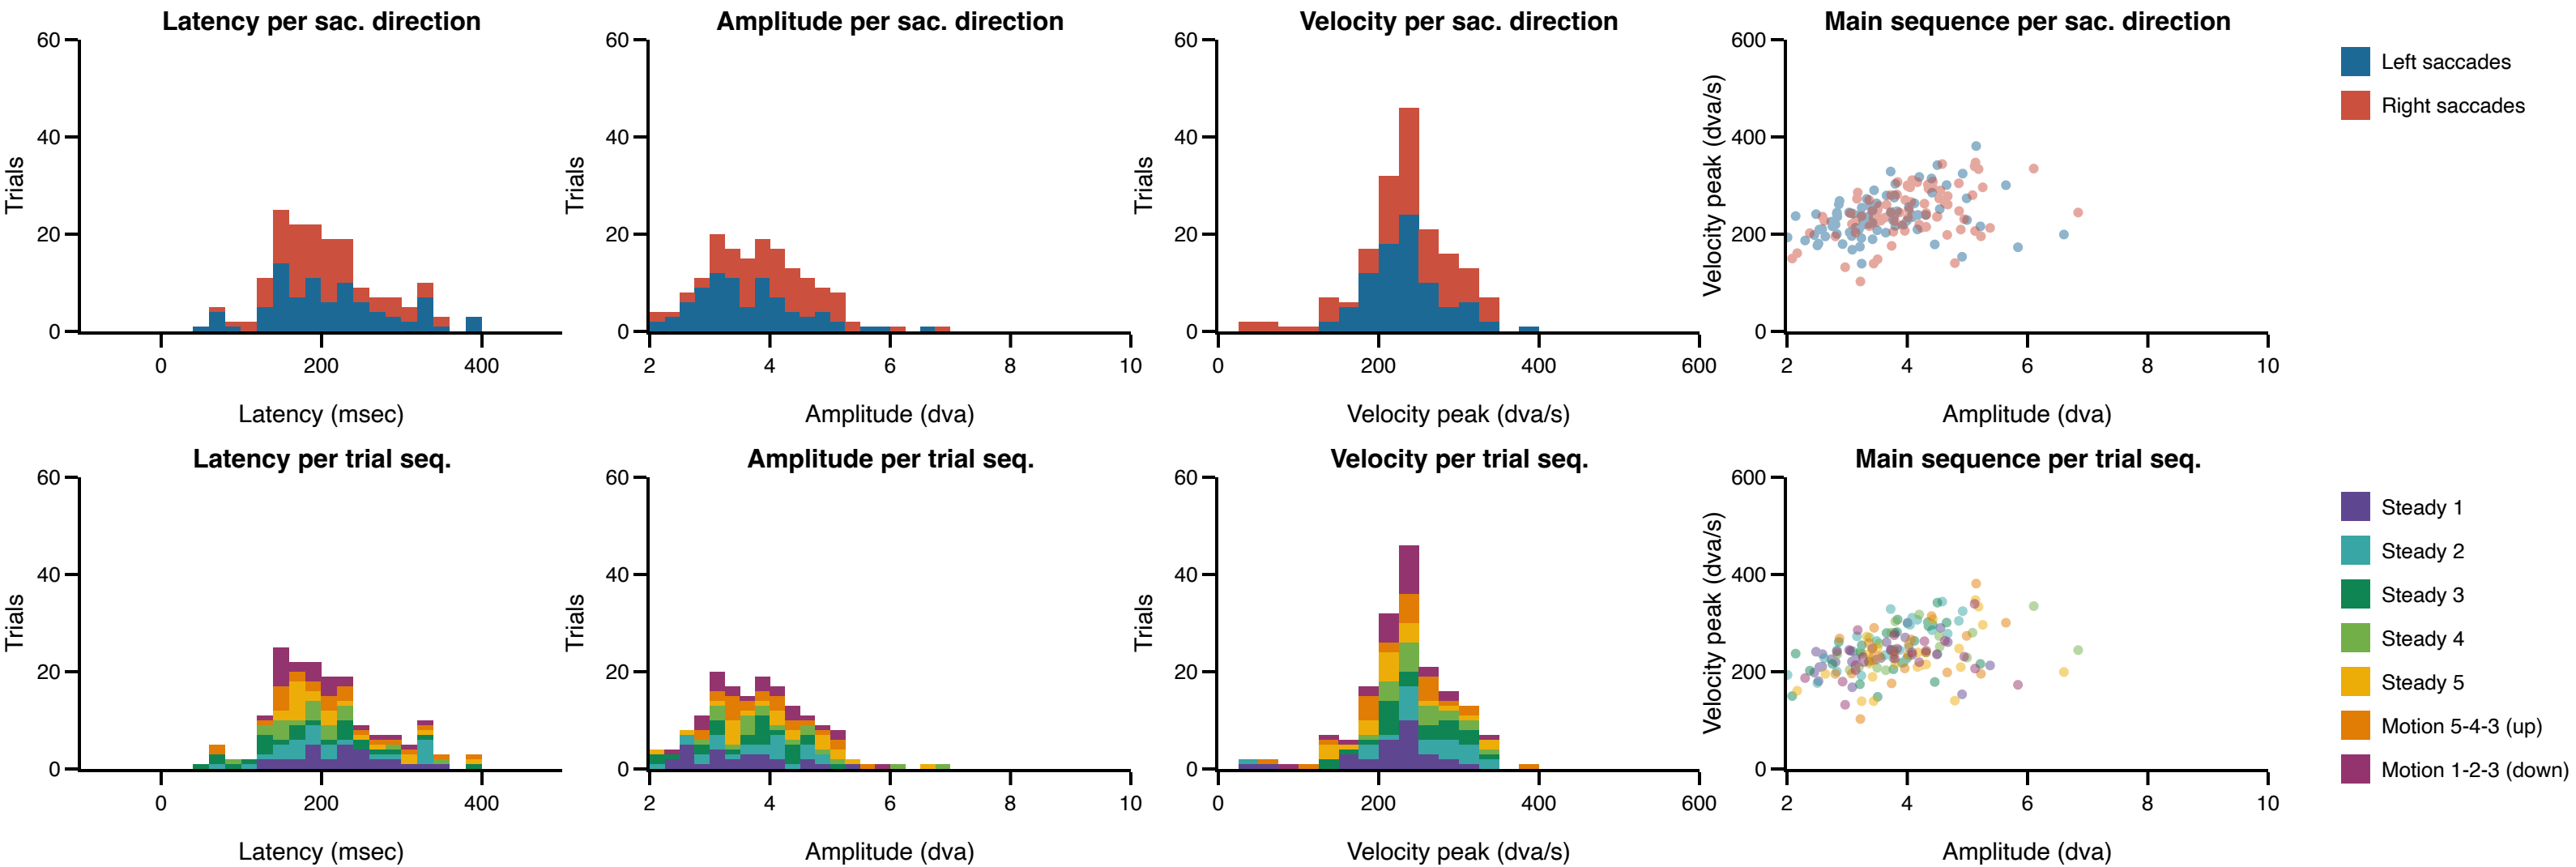 Latency per sac. direction
60
40
20
0
Trials
0 200 400
Latency (msec)
Amplitude per sac. direction
60
40
20
0
Trials
2 4 6 8 10
Amplitude (dva)
Velocity per sac. direction
60
40
20
0
Trials
0 200 400 600
Velocity peak (dva/s)
Main sequence per sac. direction
600
400
200
0
Velocity peak (dva/s)
2 4 6 8 10
Amplitude (dva)
Left saccades
Right saccades
Latency per trial seq.
60
40
20
0
Trials
0 200 400
Latency (msec)
Amplitude per trial seq.
60
40
20
0
Trials
2 4 6 8 10
Amplitude (dva)
Velocity per trial seq.
60
40
20
0
Trials
0 200 400 600
Velocity peak (dva/s)
Main sequence per trial seq.
600
400
200
0
Velocity peak (dva/s)
2 4 6 8 10
Amplitude (dva)
Steady 1
Steady 2
Steady 3
Steady 4
Steady 5
Motion 5-4-3 (up)
Motion 1-2-3 (down)